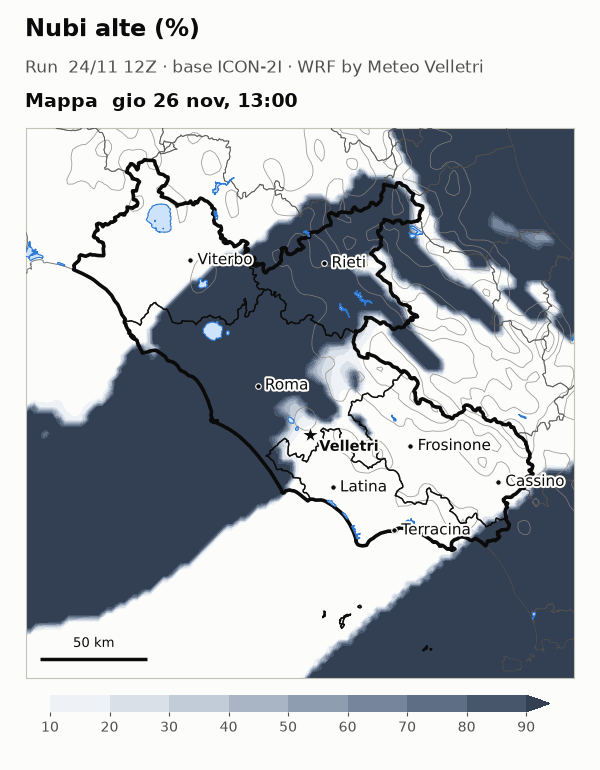 Nubi alte (%)
Run 24/11 12Z · base ICON-2I · WRF by Meteo Velletri
Mappa gio 26 nov, 13:00
Viterbo
Rieti
Roma
Velletri
Frosinone
Cassino
Latina
Terracina
50 km
10 20 30 40 50 60 70 80 90